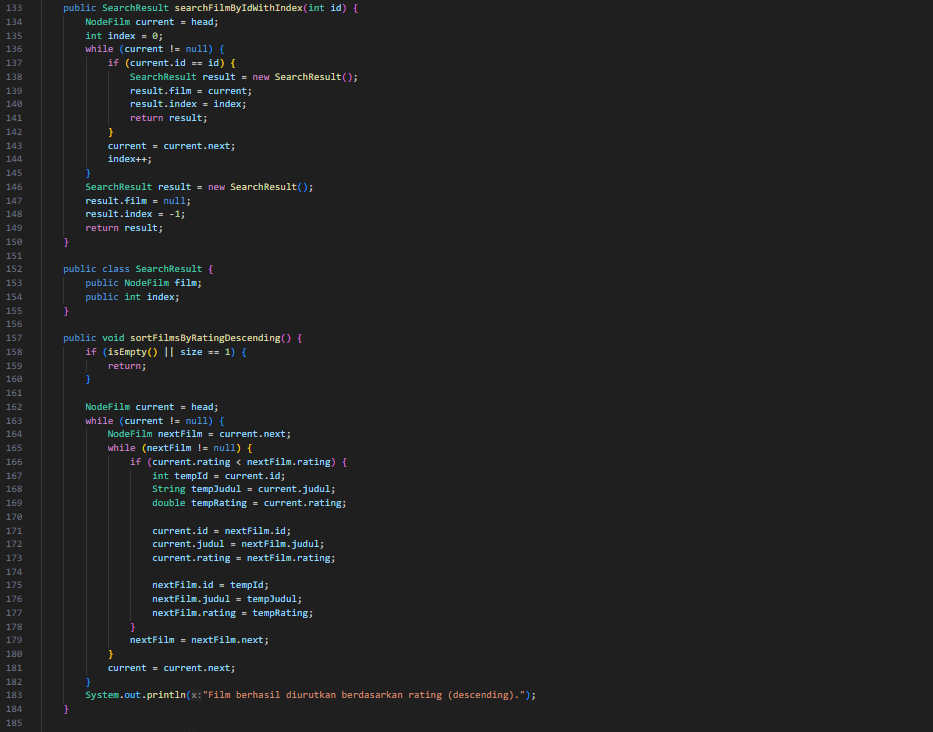 133 public SearchResult searchFilmByIdWithIndex(int id) {
134 NodeFilm current = head;
135 int index = 0;
136 while (current != null) {
137 if (current.id == id) {
138 SearchResult result = new SearchResult();
139 result.film = current;
140 result.index = index;
141 return result;
142 }
143 current = current.next;
144 index++;
145 }
146 SearchResult result = new SearchResult();
147 result.film = null;
148 result.index = -1;
149 return result;
150 }
151
152 public class SearchResult {
153 public NodeFilm film;
154 public int index;
155 }
156
157 public void sortFilmsByRatingDescending() {
158 if (isEmpty() || size == 1) {
159 return;
160 }
161
162 NodeFilm current = head;
163 while (current != null) {
164 NodeFilm nextFilm = current.next;
165 while (nextFilm != null) {
166 if (current.rating < nextFilm.rating) {
167 int tempId = current.id;
168 String tempJudul = current.judul;
169 double tempRating = current.rating;
170
171 current.id = nextFilm.id;
172 current.judul = nextFilm.judul;
173 current.rating = nextFilm.rating;
174
175 nextFilm.id = tempId;
176 nextFilm.judul = tempJudul;
177 nextFilm.rating = tempRating;
178 }
179 nextFilm = nextFilm.next;
180 }
181 current = current.next;
182 }
183 System.out.println(x:"Film berhasil diurutkan berdasarkan rating (descending).");
184 }
185